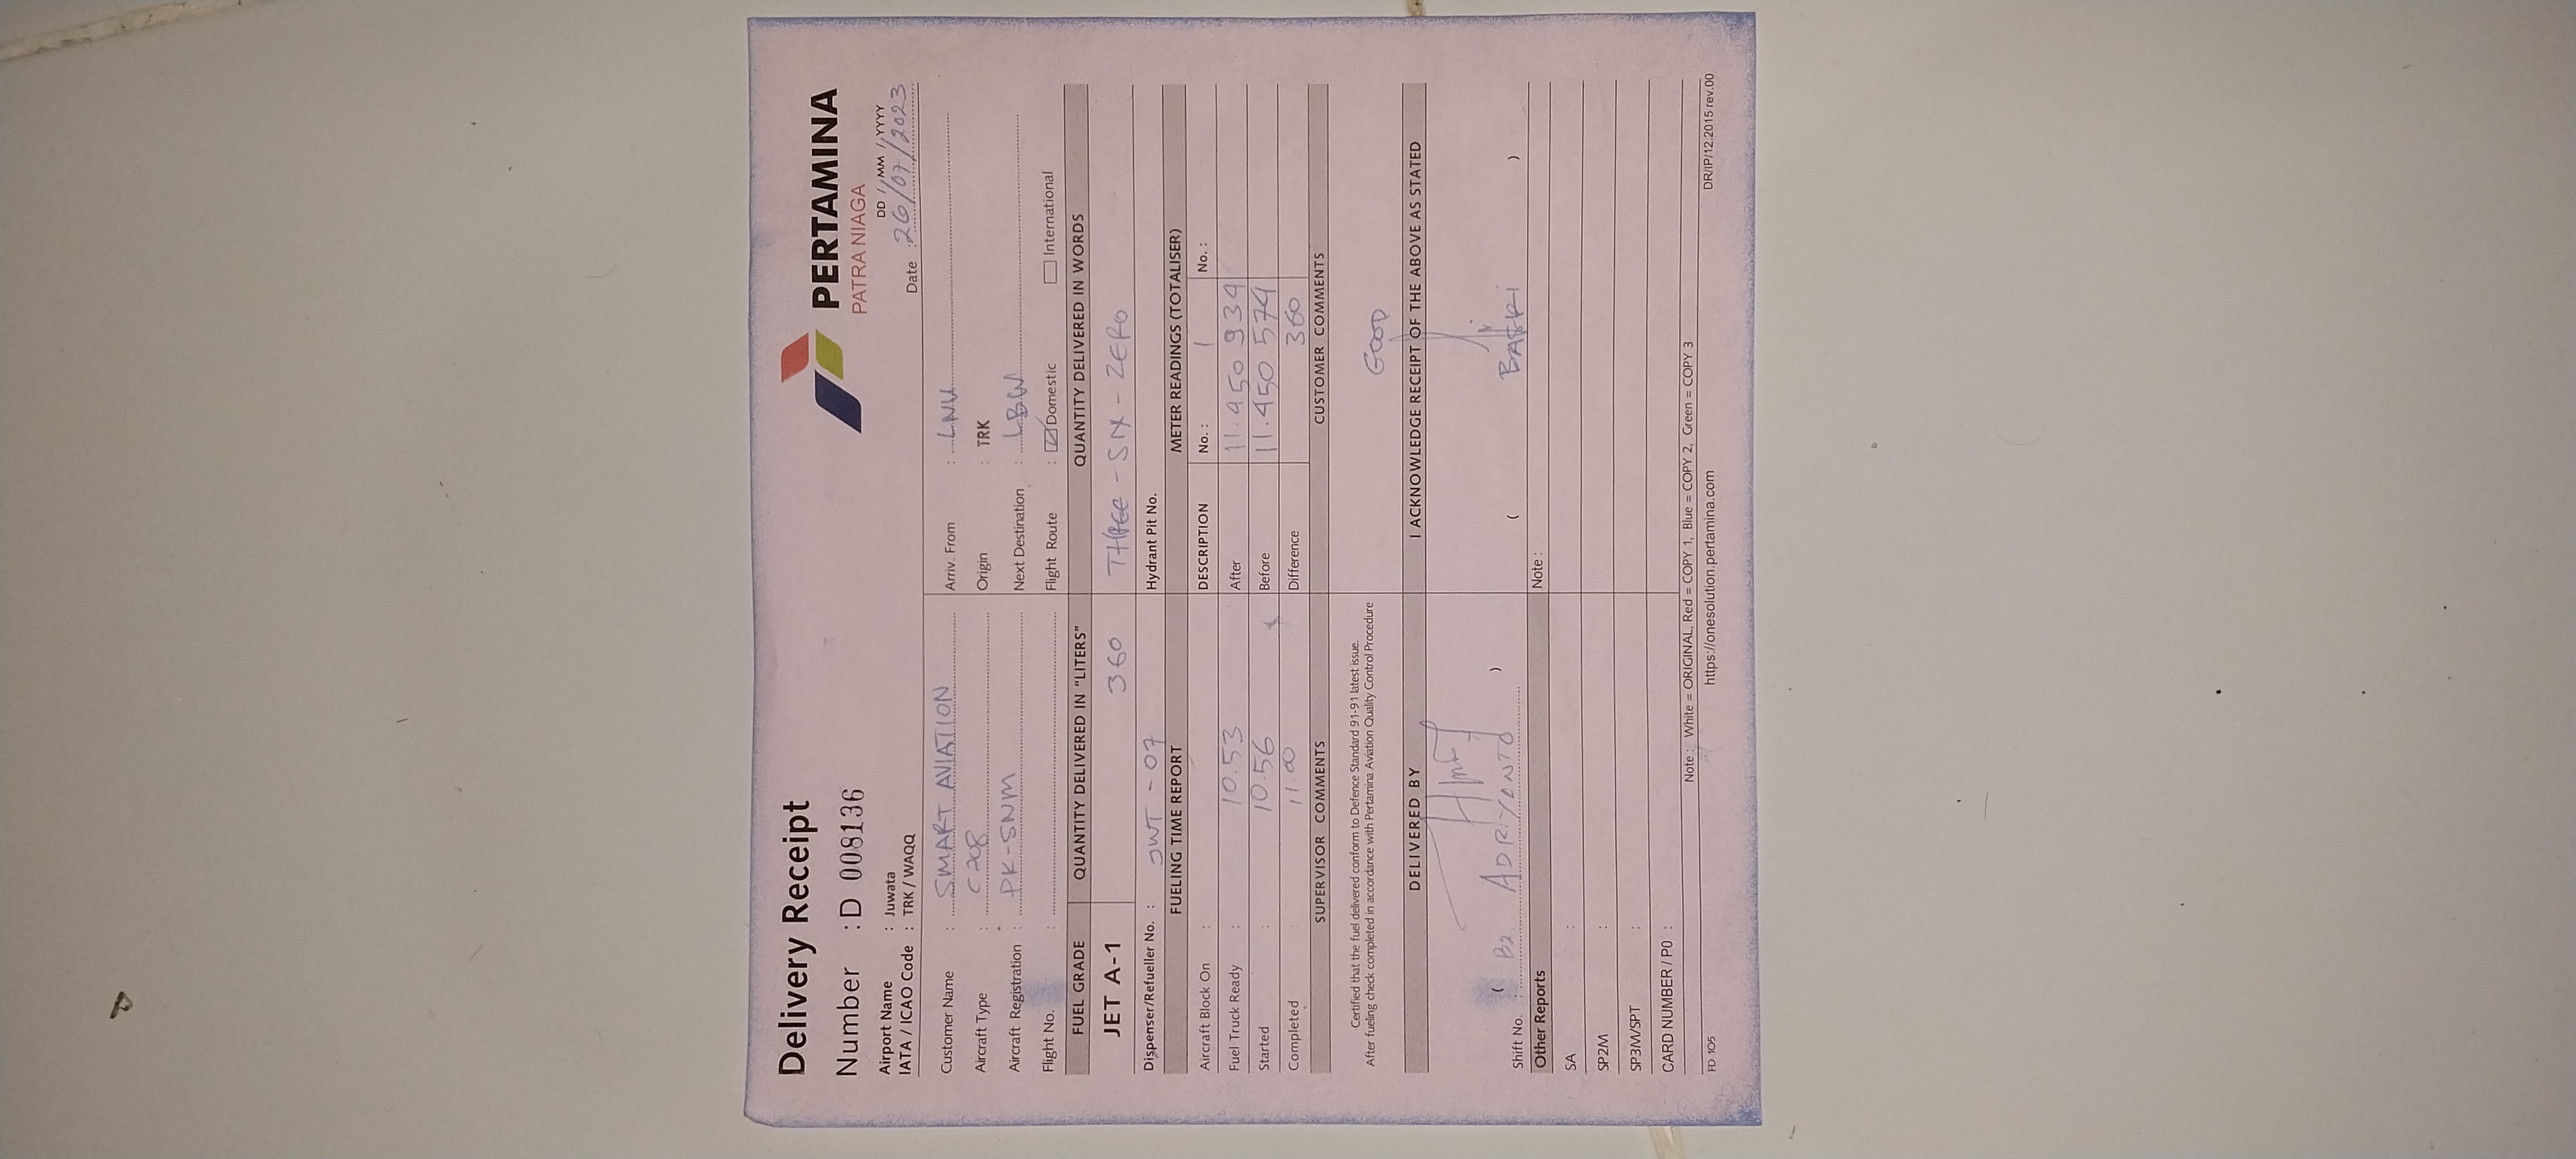 Delivery Receipt
PERTAMINA
PATRA NIAGA
Number : D 008136
Airport Name : Juwata
DD / MM / YYYY
IATA / ICAO Code : TRK / WAQQ
Date : 26/07/2023
Customer Name : SMART AVIATION
Arriv. From : LNU
Aircraft Type : C208
Origin : TRK
Aircraft Registration : PK-SNM
Next Destination : LBW
Flight No. :
Flight Route : ☑ Domestic ☐ International
FUEL GRADE QUANTITY DELIVERED IN "LITERS" QUANTITY DELIVERED IN WORDS
JET A-1 360 THREE - SIX - ZERO
Dispenser/Refueller No. : JWT - 07 Hydrant Pit No.
FUELING TIME REPORT METER READINGS (TOTALISER)
Aircraft Block On : DESCRIPTION No. : 1 No. :
Fuel Truck Ready : 10.53 After 11.450 934
Started : 10.56 Before 11.450 574
Completed : 11.00 Difference 360
SUPERVISOR COMMENTS CUSTOMER COMMENTS
Certified that the fuel delivered conform to Defence Standard 91-91 latest issue.
After fueling check completed in accordance with Pertamina Aviation Quality Control Procedure
GOOD
DELIVERED BY I ACKNOWLEDGE RECEIPT OF THE ABOVE AS STATED
( ADRIYANTO ) ( BAKRI )
Shift No. :
Other Reports Note :
SA :
SP2M :
SP3M/SPT :
CARD NUMBER / PO :
Note : White = ORIGINAL, Red = COPY 1, Blue = COPY 2, Green = COPY 3
FD 105 https://onesolution.pertamina.com DR/IP/12.2015 rev.00